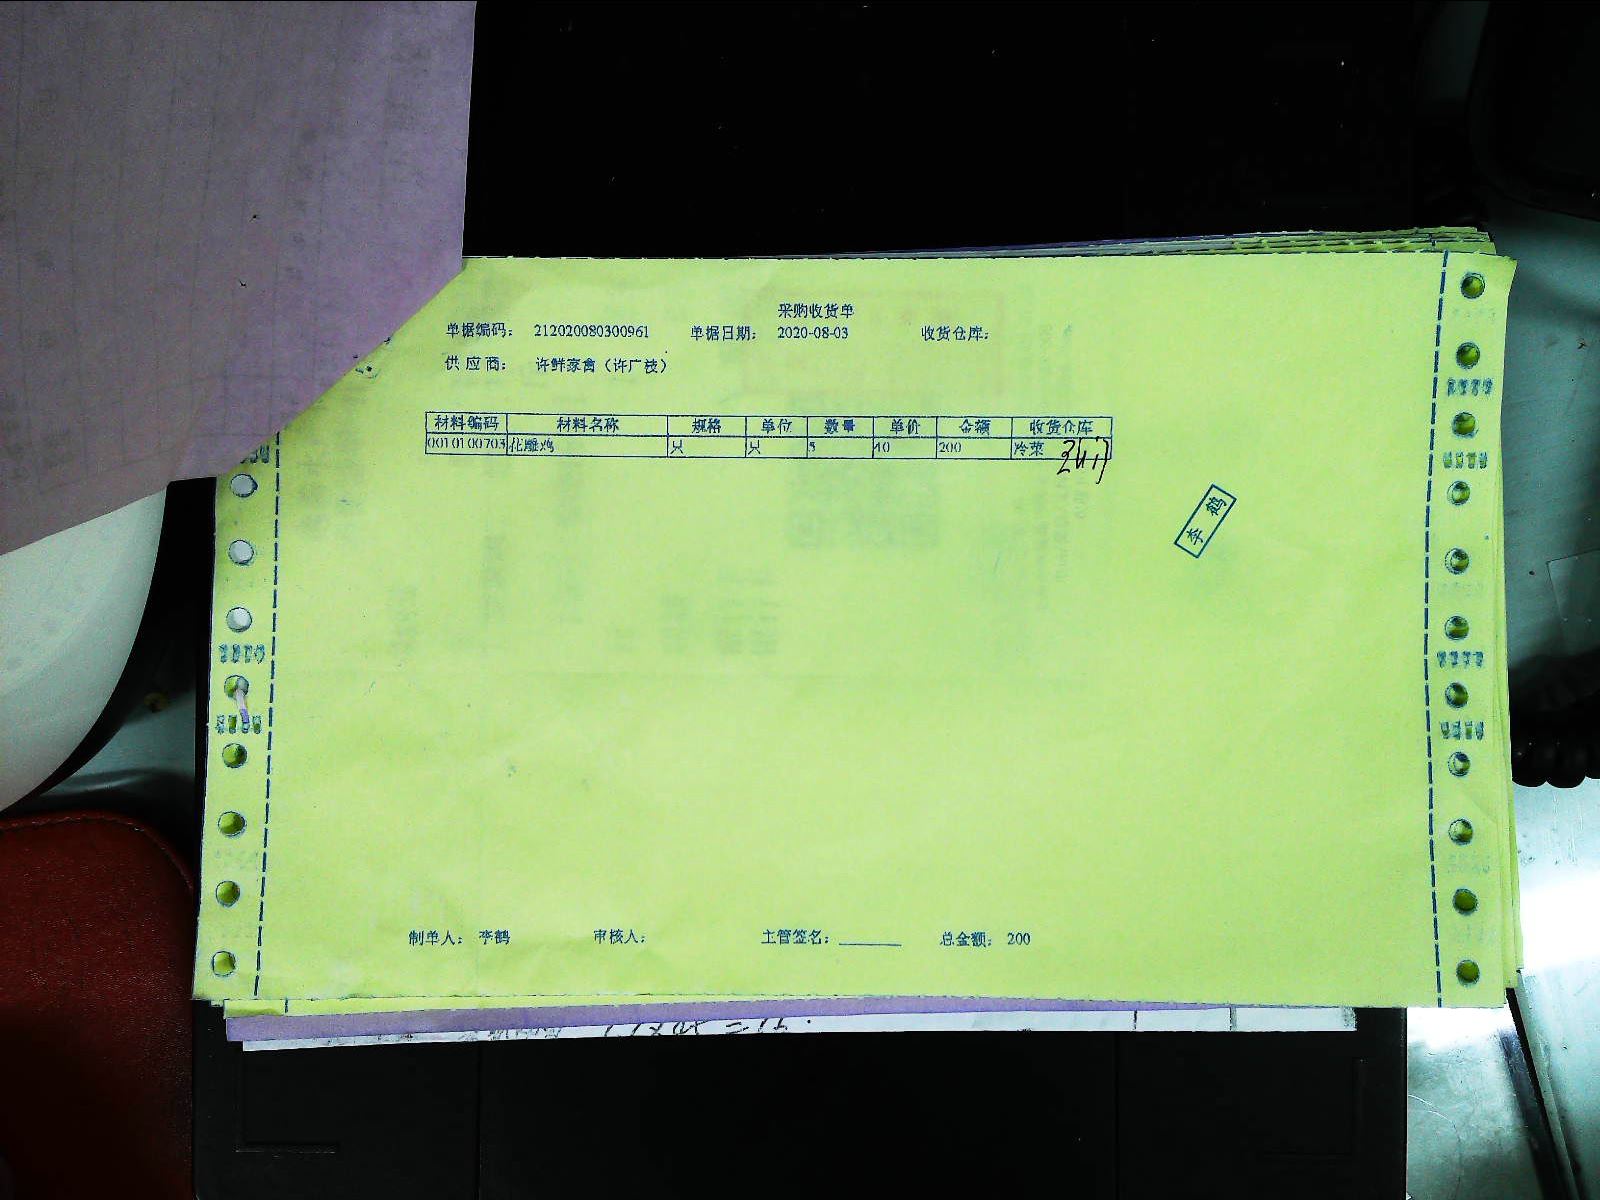 采购收货单
单据编码： 212020080300961 单据日期： 2020-08-03 收货仓库：
供应商： 许鲜家禽（许广枝）
材料编码 材料名称 规格 单位 数量 单价 金额 收货仓库
0010100703 花雕鸡 只 只 5 40 200 冷菜
李鹤
制单人： 李鹤 审核人： 主管签名：______ 总金额： 200